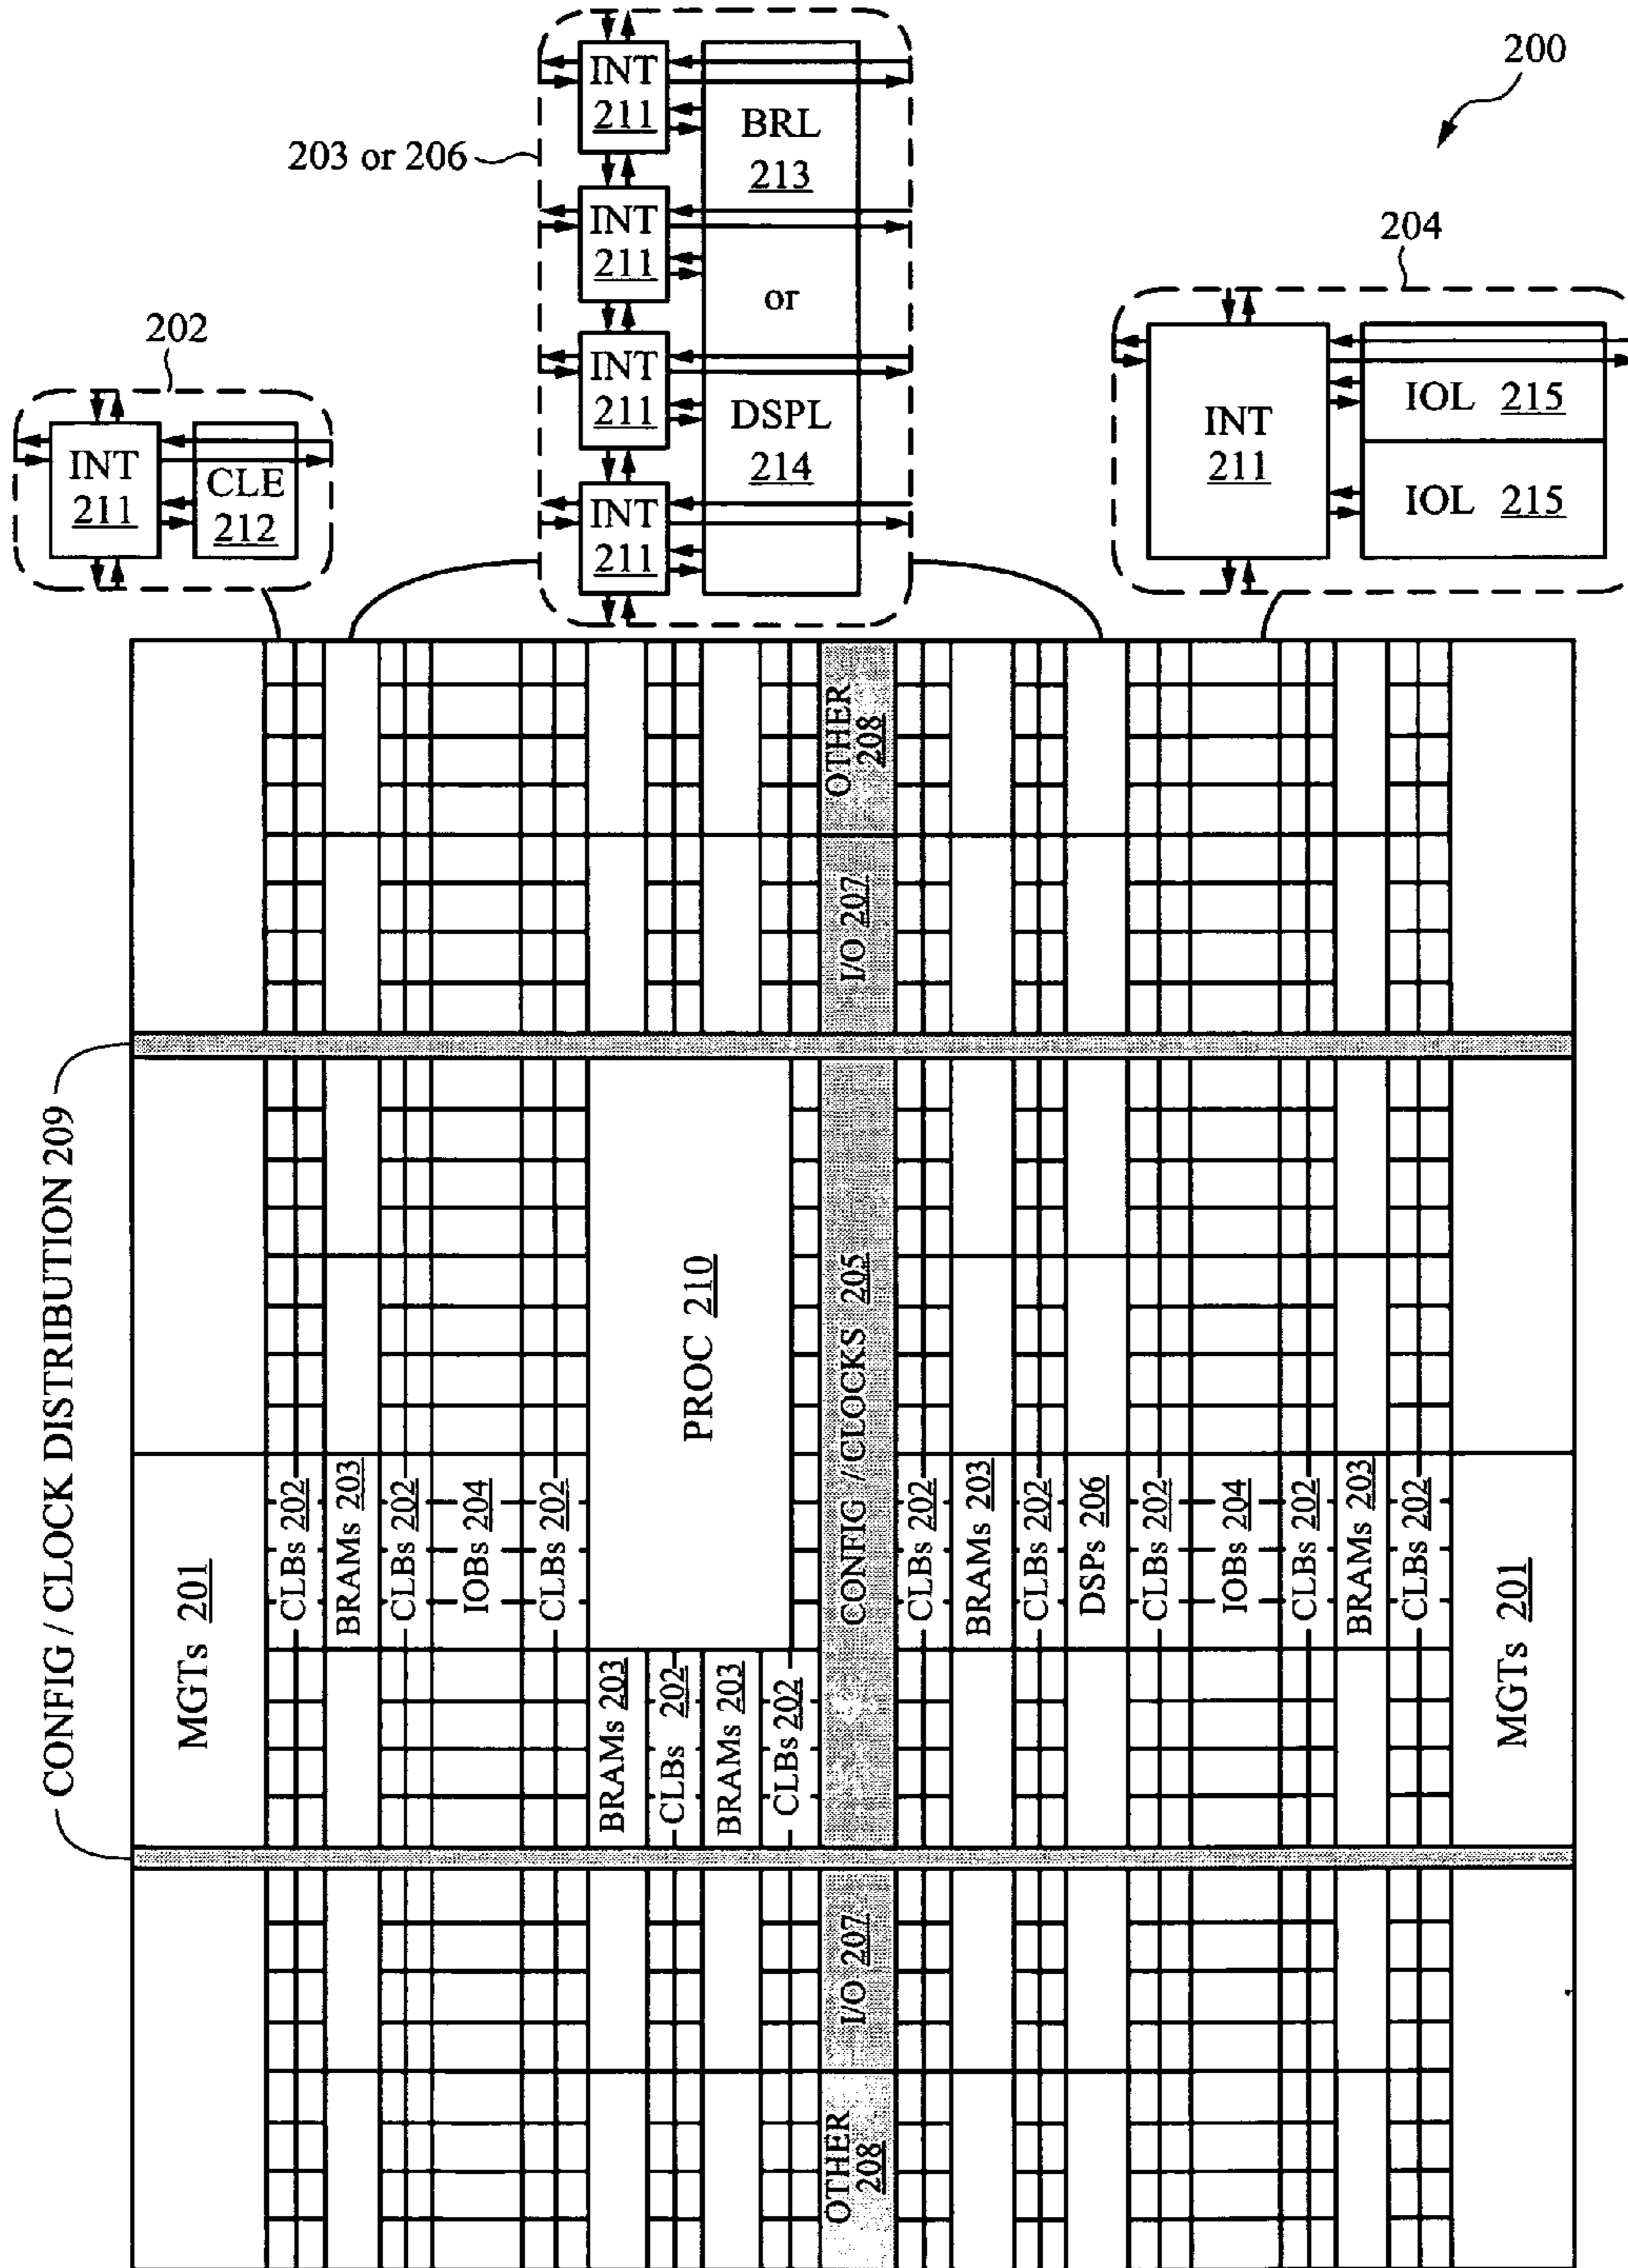 200
203 or 206
INT
211
INT
211
INT
211
INT
211
BRL
213
or
DSPL
214
202
INT
211
CLE
212
204
INT
211
IOL 215
IOL 215
OTHER
208
I/O 207
CONFIG / CLOCK DISTRIBUTION 209
PROC 210
CONFIG / CLOCKS 205
MGTs 201
CLBs 202
BRAMs 203
CLBs 202
IOBs 204
CLBs 202
BRAMs 203
CLBs 202
BRAMs 203
CLBs 202
CLBs 202
BRAMs 203
CLBs 202
DSPs 206
CLBs 202
IOBs 204
CLBs 202
BRAMs 203
CLBs 202
MGTs 201
I/O 207
OTHER
208